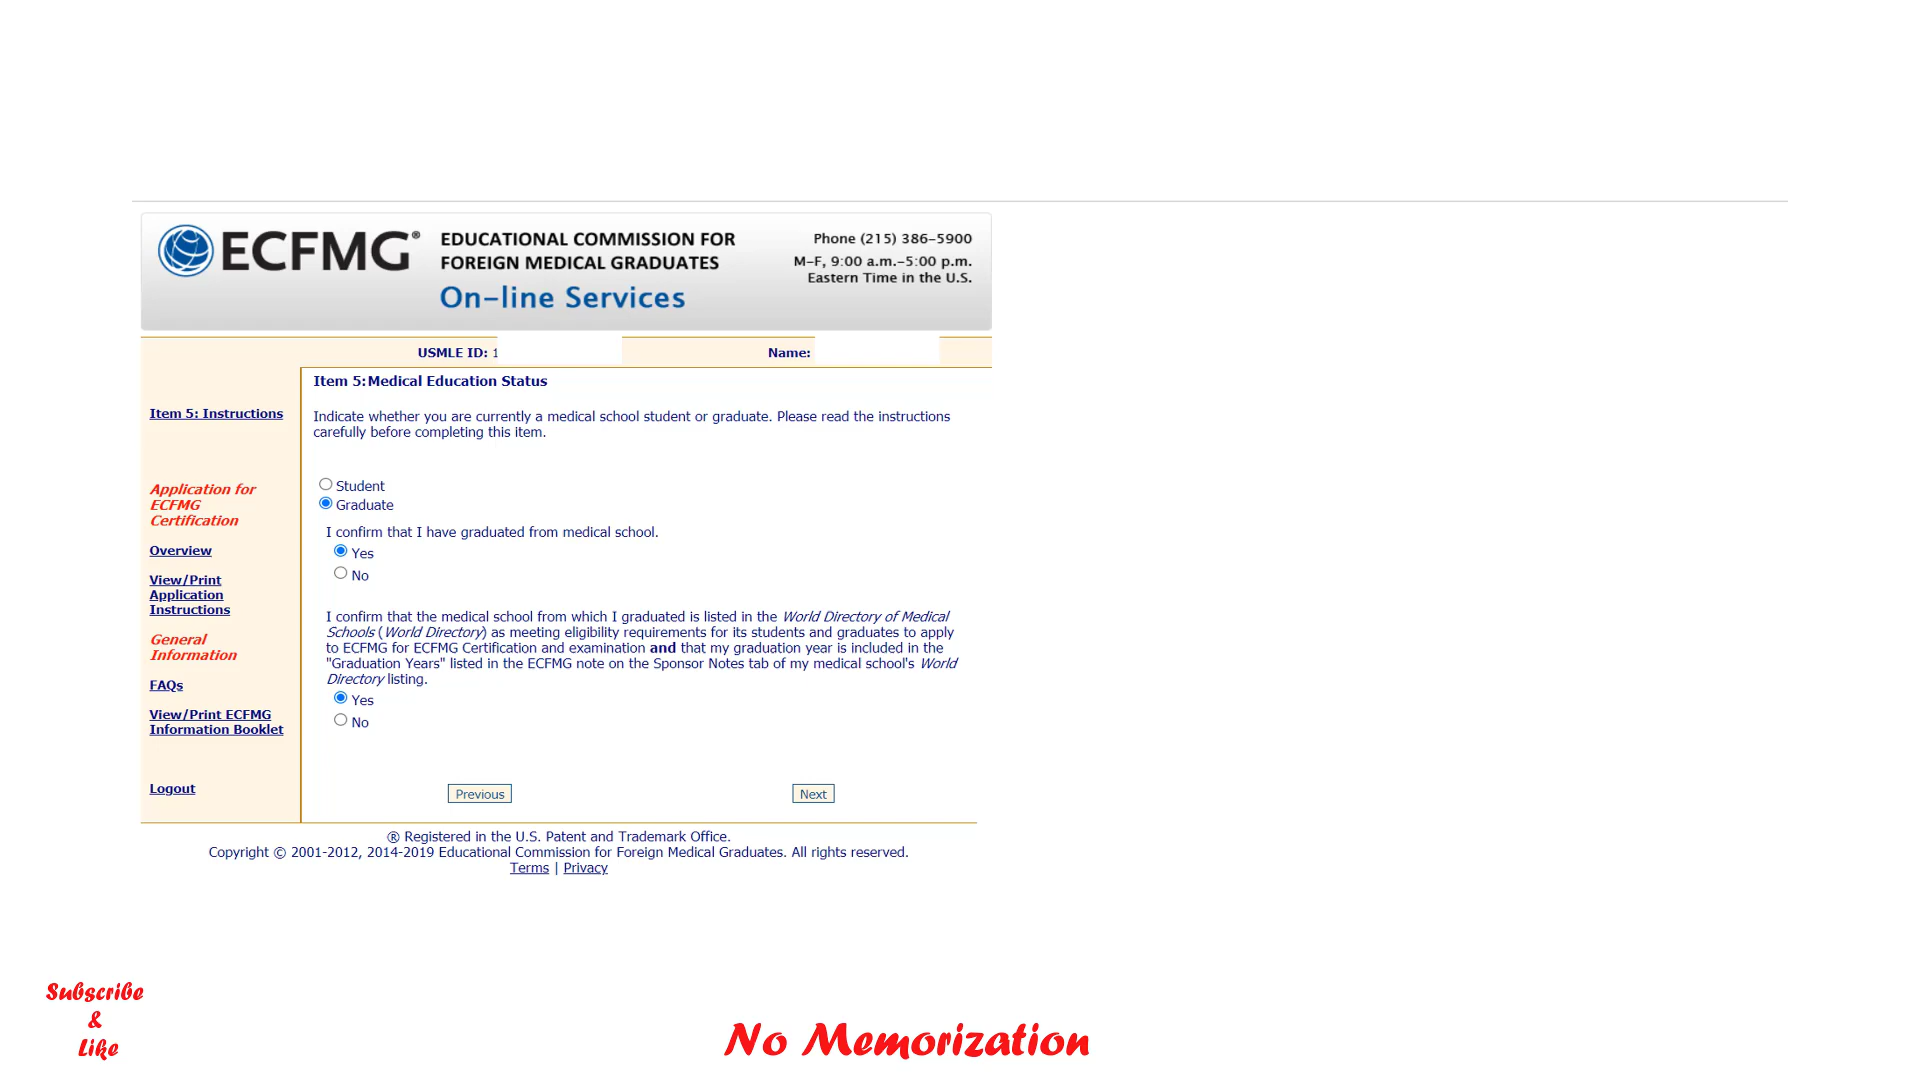 ECFMG®
EDUCATIONAL COMMISSION FOR
FOREIGN MEDICAL GRADUATES
On-line Services
Phone (215) 386-5900
M-F, 9:00 a.m.-5:00 p.m.
Eastern Time in the U.S.
USMLE ID: 1
Name:
Item 5: Instructions
Application for
ECFMG
Certification
Overview
View/Print
Application
Instructions
General
Information
FAQs
View/Print ECFMG
Information Booklet
Logout
Item 5:Medical Education Status
Indicate whether you are currently a medical school student or graduate. Please read the instructions
carefully before completing this item.
Student
Graduate
I confirm that I have graduated from medical school.
Yes
No
I confirm that the medical school from which I graduated is listed in the World Directory of Medical
Schools (World Directory) as meeting eligibility requirements for its students and graduates to apply
to ECFMG for ECFMG Certification and examination and that my graduation year is included in the
"Graduation Years" listed in the ECFMG note on the Sponsor Notes tab of my medical school's World
Directory listing.
Yes
No
Previous
Next
® Registered in the U.S. Patent and Trademark Office.
Copyright © 2001-2012, 2014-2019 Educational Commission for Foreign Medical Graduates. All rights reserved.
Terms | Privacy
Subscribe
&
Like
No Memorization